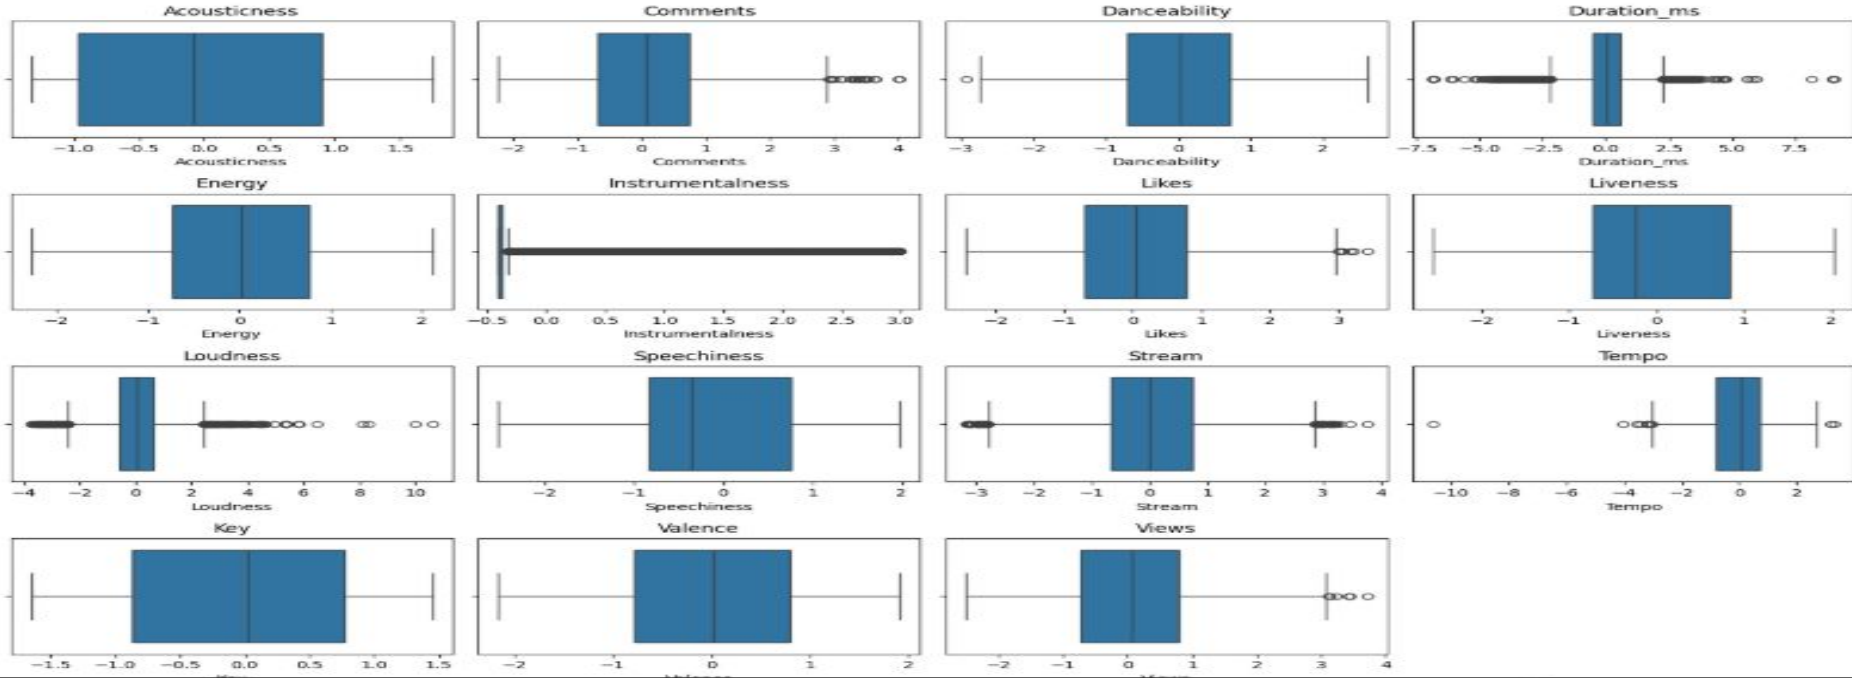 Acousticness Comments Danceability Duration_ms
−1.0 −0.5 0.0 0.5 1.0 1.5 −2 −1 0 1 2 3 4 −3 −2 −1 0 1 2 −7.5 −5.0 −2.5 0.0 2.5 5.0 7.5
Acousticness Comments Danceability Duration_ms
Energy Instrumentalness Likes Liveness
−2 −1 0 1 2 −0.5 0.0 0.5 1.0 1.5 2.0 2.5 3.0 −2 −1 0 1 2 3 −2 −1 0 1 2
Energy Instrumentalness Likes Liveness
Loudness Speechiness Stream Tempo
−4 −2 0 2 4 6 8 10 −2 −1 0 1 2 −3 −2 −1 0 1 2 3 4 −10 −8 −6 −4 −2 0 2
Loudness Speechiness Stream Tempo
Key Valence Views
−1.5 −1.0 −0.5 0.0 0.5 1.0 1.5 −2 −1 0 1 2 −2 −1 0 1 2 3 4